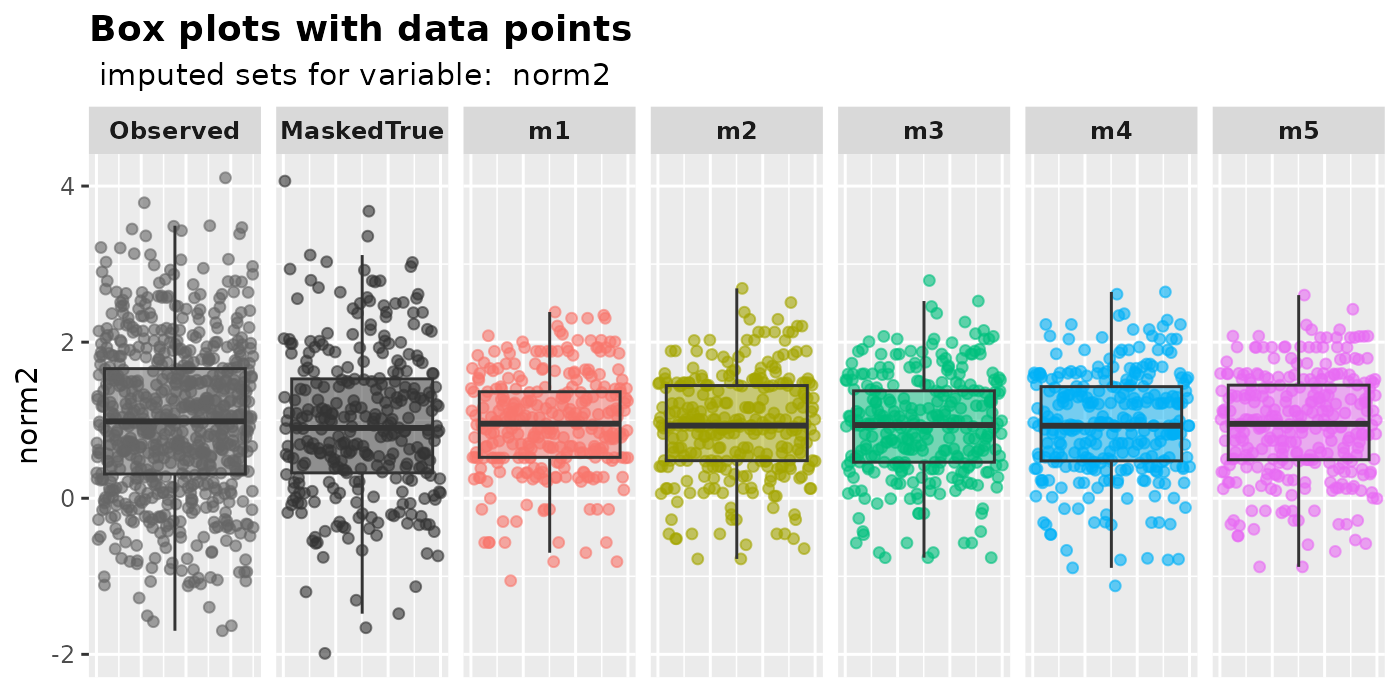 Box plots with data points
imputed sets for variable:  norm2
Observed MaskedTrue m1 m2 m3 m4 m5
norm2
4
2
0
-2